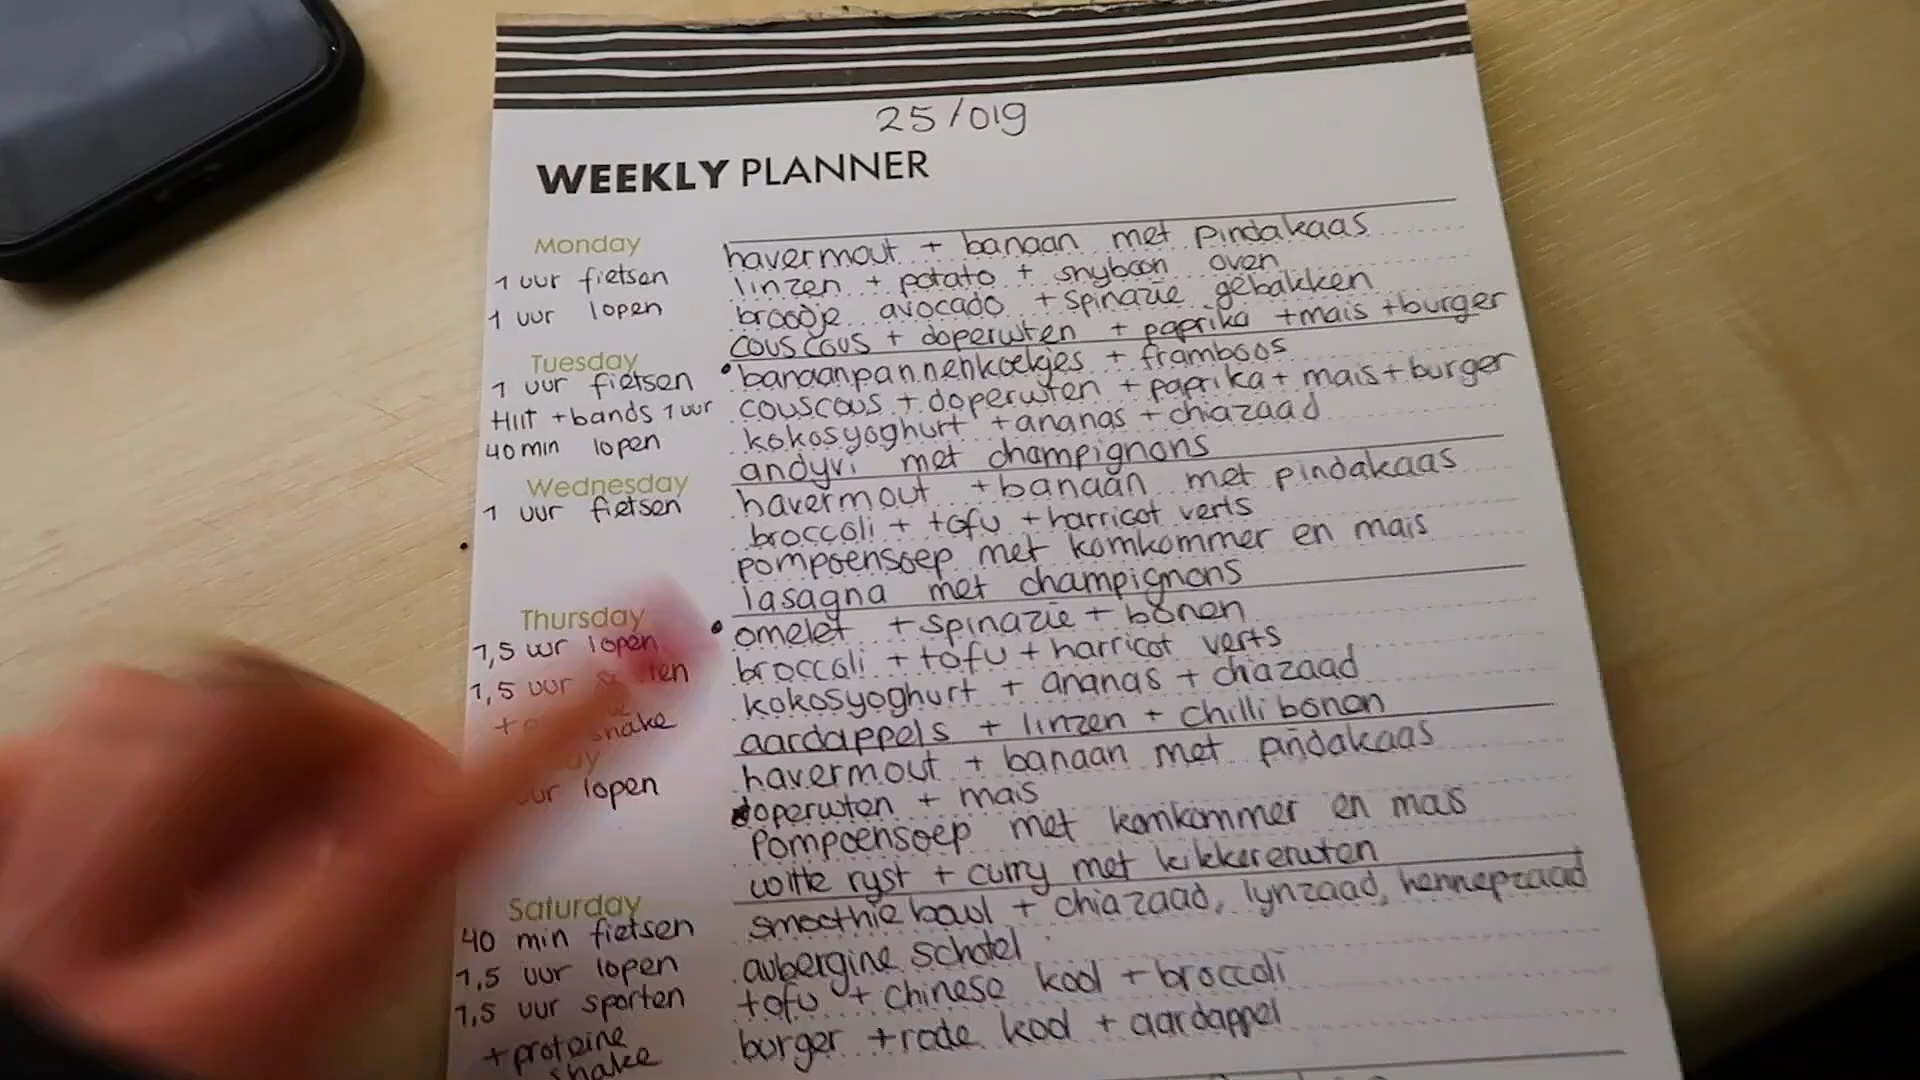 25/019
WEEKLY PLANNER
Monday
1 uur fietsen
1 uur lopen
havermout + banaan met pindakaas
linzen + potato + snyboon oven
broodje avocado + spinazie gebakken
couscous + doperwten + paprika + mais + burger
Tuesday
1 uur fietsen
HIIT + bands 1 uur
40 min lopen
banaanpannenkoekjes + framboos
couscous + doperwten + paprika + mais + burger
kokosyoghurt + ananas + chiazaad
andyvi met champignons
Wednesday
1 uur fietsen
havermout + banaan met pindakaas
broccoli + tofu + harricot verts
pompoensoep met komkommer en mais
lasagna met champignons
Thursday
1,5 uur lopen
1,5 uur
omelet + spinazie + bonen
broccoli + tofu + harricot verts
kokosyoghurt + ananas + chiazaad
aardappels + linzen + chilli bonen
lopen
havermout + banaan met pindakaas
doperwten + mais
Pompoensoep met komkommer en mais
witte ryst + curry met kikkererwten
Saturday
40 min fietsen
1,5 uur lopen
1,5 uur sporten
+ proteine
shake
smoothie bowl + chiazaad, lynzaad, hennepzaad
aubergine schotel
tofu + chinese kool + broccoli
burger + rode kool + aardappel